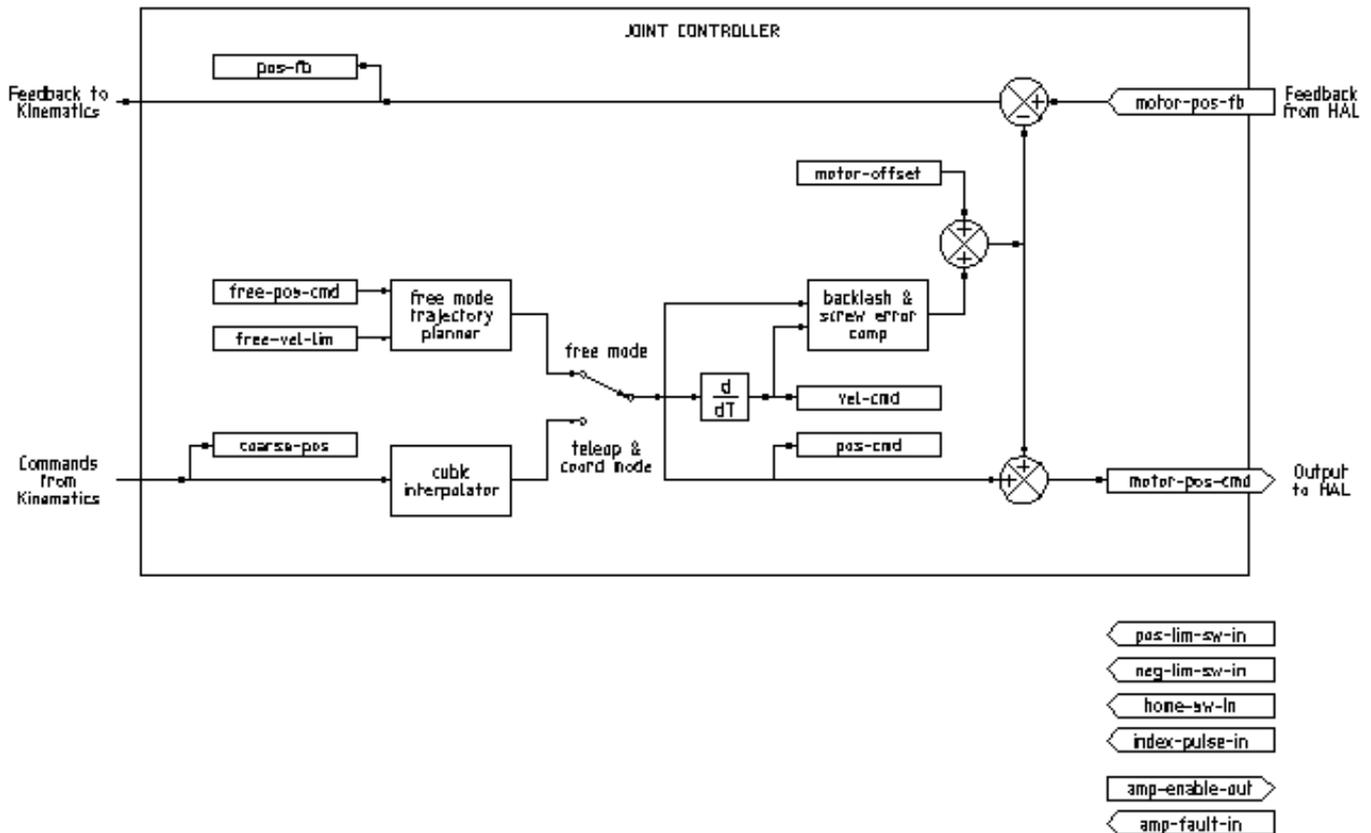 JOINT CONTROLLER
pos-fb
Feedback to
Kinematics
motor-pos-fb
Feedback
from HAL
motor-offset
+
-
+
+
free-pos-cmd
free-vel-lim
free mode
trajectory
planner
backlash &
screw error
comp
free mode
d
dT
vel-cmd
coarse-pos
teleop &
coord mode
pos-cmd
Commands
from
Kinematics
cubic
interpolator
+
+
motor-pos-cmd
Output
to HAL
pos-lim-sw-in
neg-lim-sw-in
home-sw-in
index-pulse-in
amp-enable-out
amp-fault-in